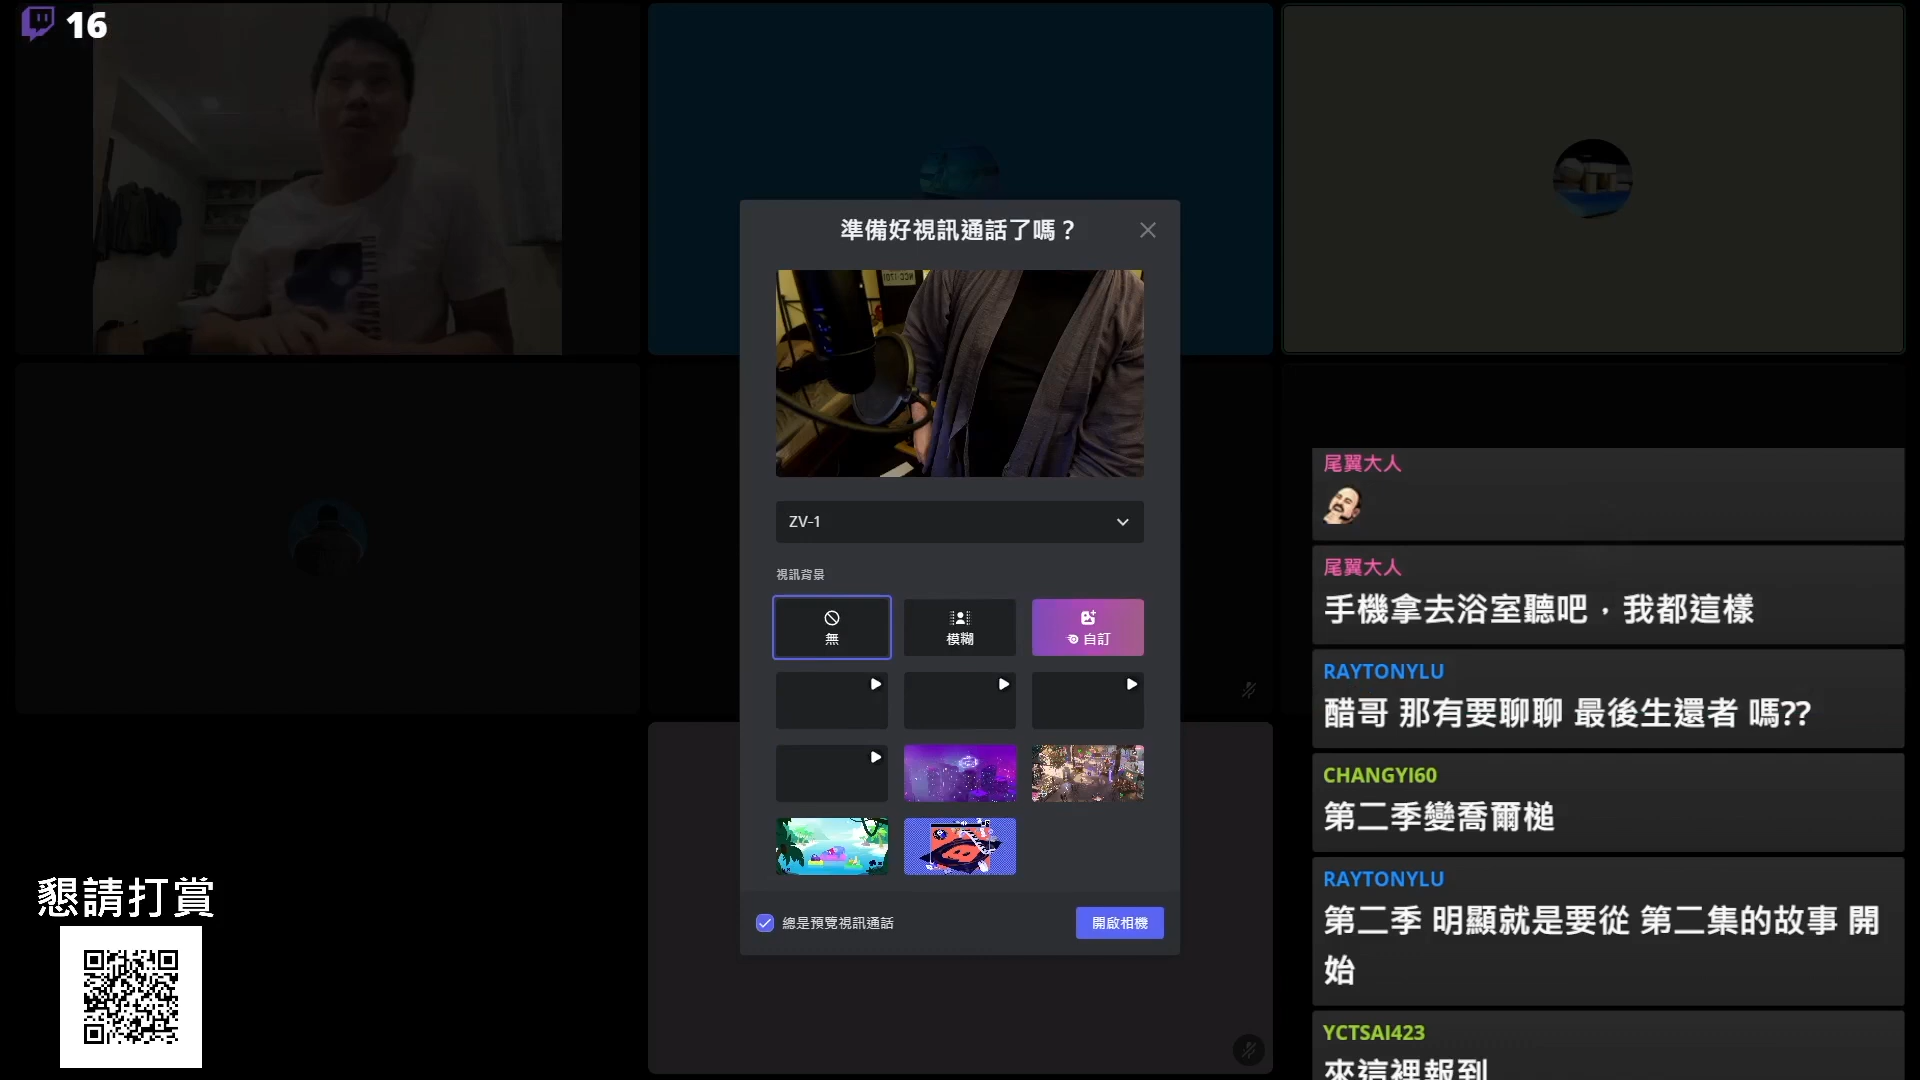 16
準備好視訊通話了嗎？
ZV-1
視訊背景
無
模糊
自訂
總是預覽視訊通話
開啟相機
尾翼大人
尾翼大人
手機拿去浴室聽吧，我都這樣
RAYTONYLU
醋哥 那有要聊聊 最後生還者 嗎??
CHANGYI60
第二季變喬爾槌
RAYTONYLU
第二季 明顯就是要從 第二集的故事 開
始
YCTSAI423
來這裡報到
懇請打賞